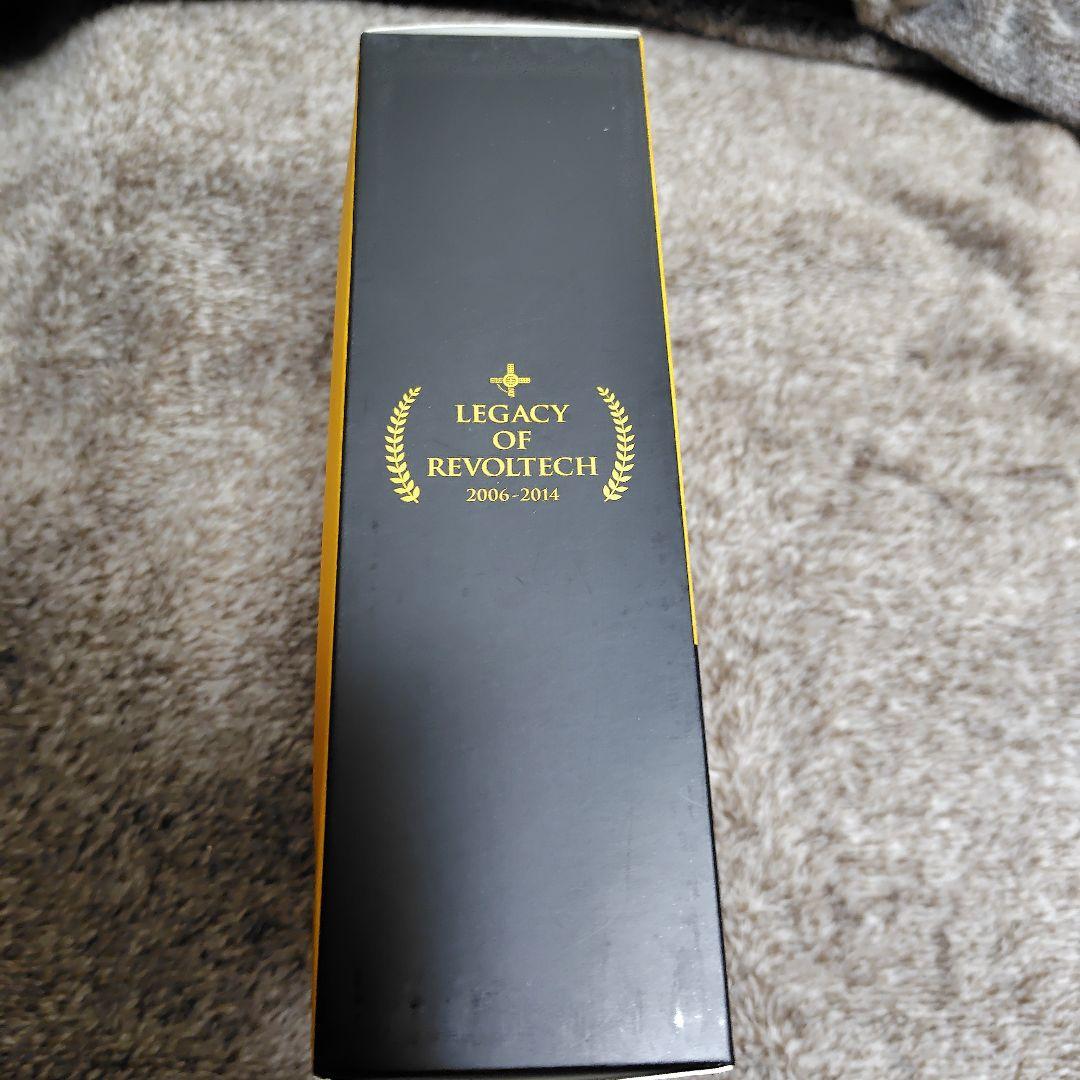 LEGACY
OF
REVOLTECH
2006-2014